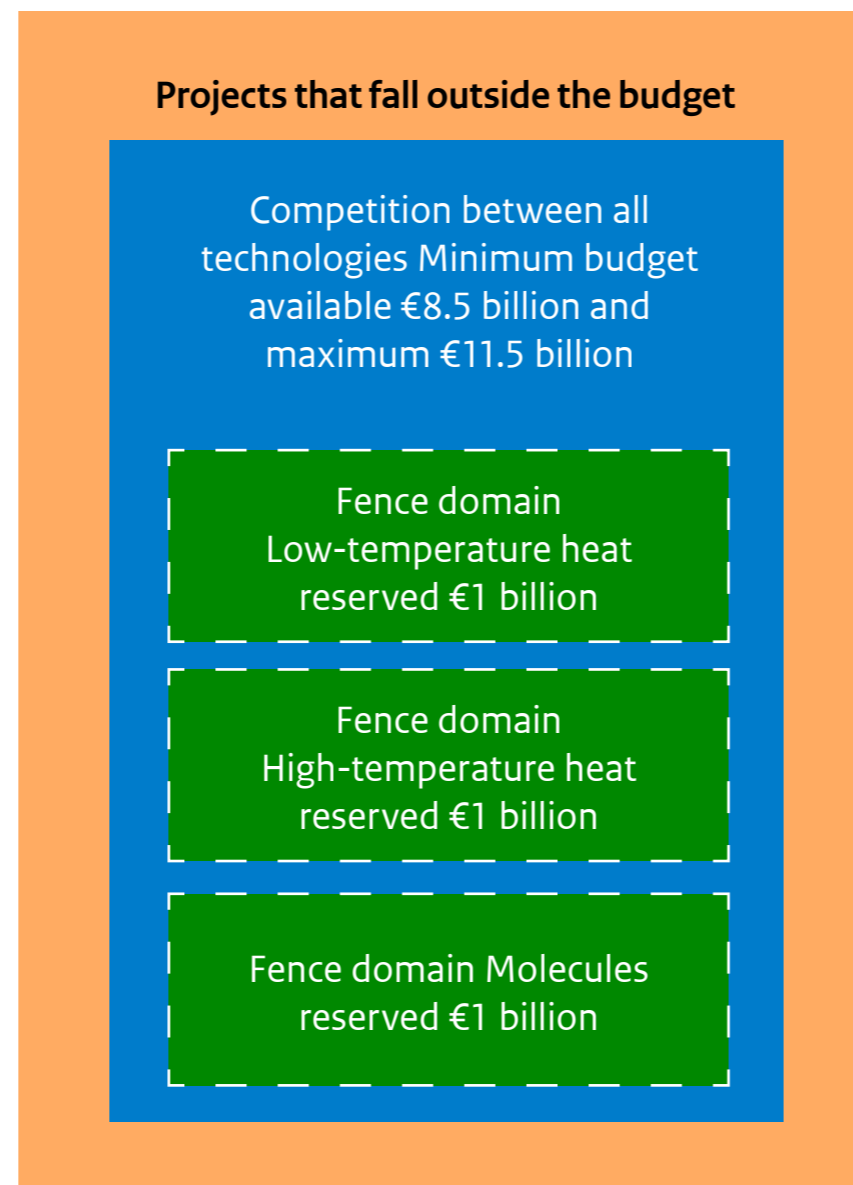 Projects that fall outside the budget
Competition between all
technologies Minimum budget
available €8.5 billion and
maximum €11.5 billion
Fence domain
Low-temperature heat
reserved €1 billion
Fence domain
High-temperature heat
reserved €1 billion
Fence domain Molecules
reserved €1 billion